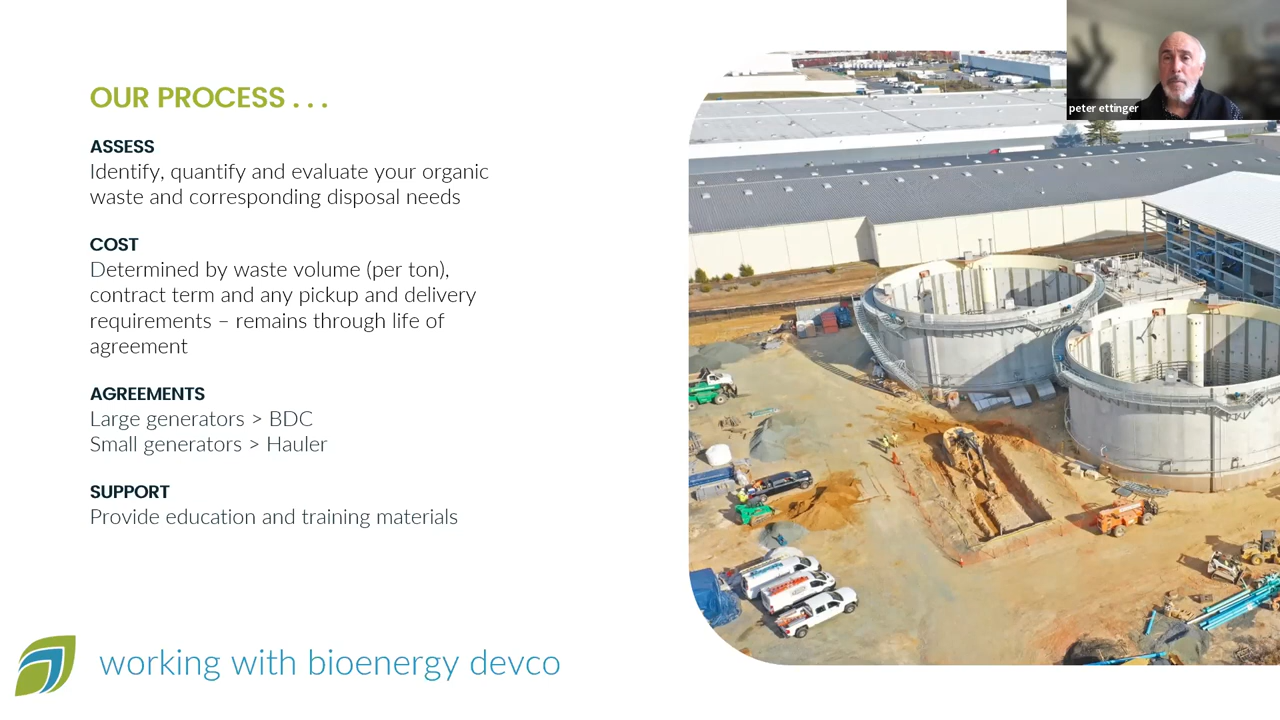 peter ettinger
OUR PROCESS . . .
ASSESS
Identify, quantify and evaluate your organic
waste and corresponding disposal needs
COST
Determined by waste volume (per ton),
contract term and any pickup and delivery
requirements – remains through life of
agreement
AGREEMENTS
Large generators > BDC
Small generators > Hauler
SUPPORT
Provide education and training materials
working with bioenergy devco